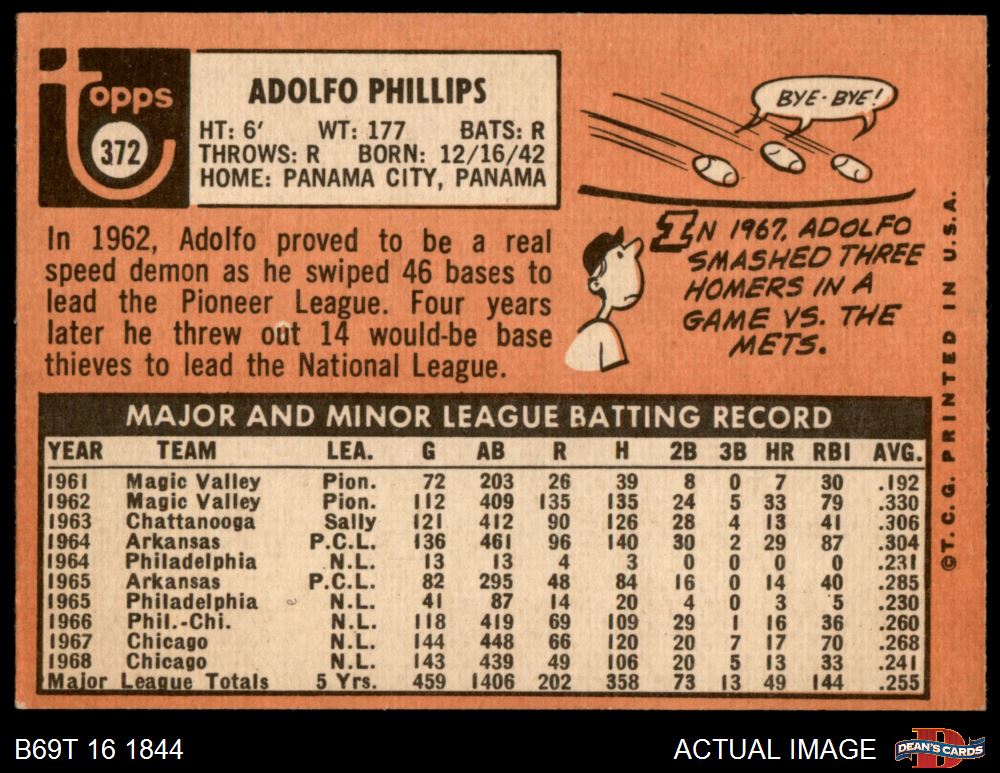 topps
372
ADOLFO PHILLIPS
HT: 6' WT: 177 BATS: R
THROWS: R BORN: 12/16/42
HOME: PANAMA CITY, PANAMA
BYE-BYE!
In 1962, Adolfo proved to be a real
speed demon as he swiped 46 bases to
lead the Pioneer League. Four years
later he threw out 14 would-be base
thieves to lead the National League.
IN 1967, ADOLFO
SMASHED THREE
HOMERS IN A
GAME VS. THE
METS.
©T.C.G. PRINTED IN U.S.A.
MAJOR AND MINOR LEAGUE BATTING RECORD
YEAR TEAM LEA. G AB R H 2B 3B HR RBI AVG.
1961 Magic Valley Pion. 72 203 26 39 8 0 7 30 .192
1962 Magic Valley Pion. 112 409 135 135 24 5 33 79 .330
1963 Chattanooga Sally 121 412 90 126 28 4 13 41 .306
1964 Arkansas P.C.L. 136 461 96 140 30 2 29 87 .304
1964 Philadelphia N.L. 13 13 4 3 0 0 0 0 .231
1965 Arkansas P.C.L. 82 295 48 84 16 0 14 40 .285
1965 Philadelphia N.L. 41 87 14 20 4 0 3 5 .230
1966 Phil.-Chi. N.L. 118 419 69 109 29 1 16 36 .260
1967 Chicago N.L. 144 448 66 120 20 7 17 70 .268
1968 Chicago N.L. 143 439 49 106 20 5 13 33 .241
Major League Totals 5 Yrs. 459 1406 202 358 73 13 49 144 .255
B69T 16 1844
ACTUAL IMAGE
DEAN'S CARDS